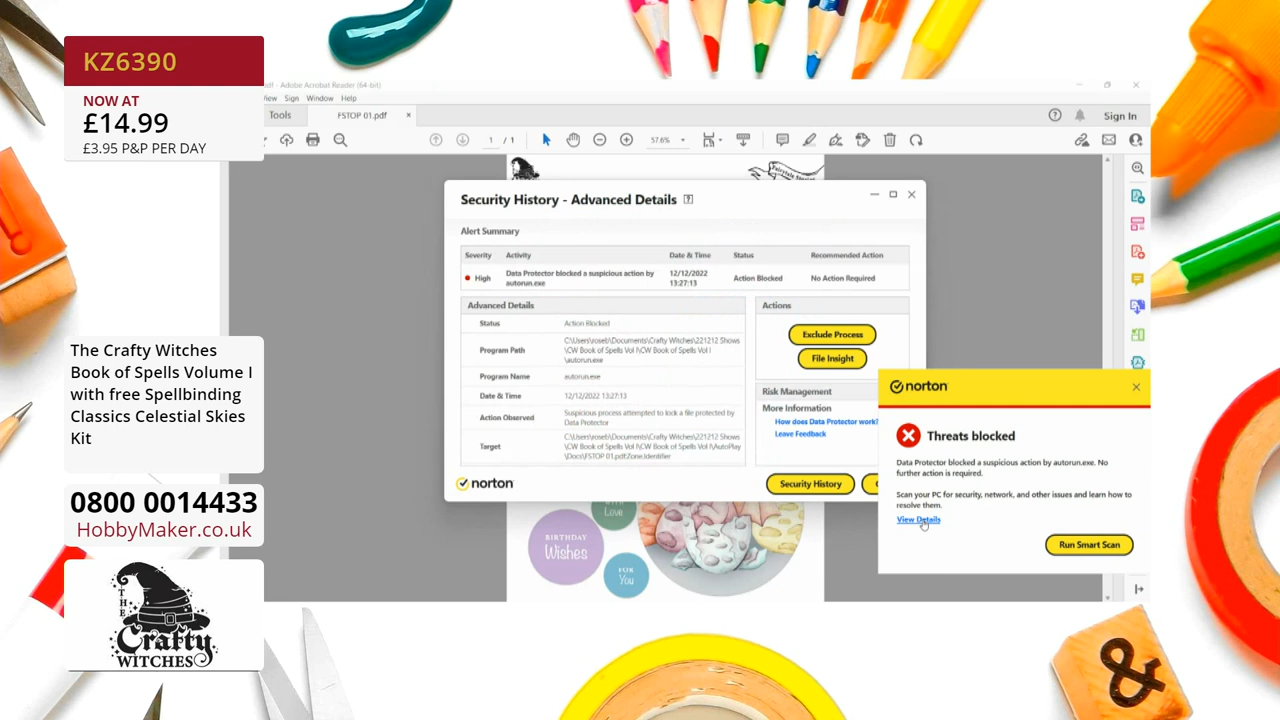 KZ6390
NOW AT
£14.99
£3.95 P&P PER DAY
The Crafty Witches
Book of Spells Volume I
with free Spellbinding
Classics Celestial Skies
Kit
0800 0014433
HobbyMaker.co.uk
THE
Crafty
WITCHES
df - Adobe Acrobat Reader (64-bit)
View Sign Window Help
Tools
FSTOP 01.pdf ×
Sign In
1 / 1
57.6%
Security History - Advanced Details ?
Alert Summary
Severity Activity Date & Time Status Recommended Action
High Data Protector blocked a suspicious action by autorun.exe 12/12/2022 13:27:13 Action Blocked No Action Required
Advanced Details
Status Action Blocked
Program Path C:\Users\roseb\Documents\Crafty Witches\221212 Shows
\CW Book of Spells Vol I\CW Book of Spells Vol I
\autorun.exe
Program Name autorun.exe
Date & Time 12/12/2022 13:27:13
Action Observed Suspicious process attempted to lock a file protected by
Data Protector
Target C:\Users\roseb\Documents\Crafty Witches\221212 Shows
\CW Book of Spells Vol I\CW Book of Spells Vol I\AutoPlay
\Docs\FSTOP 01.pdf:Zone.Identifier
Actions
Exclude Process
File Insight
Risk Management
More Information
How does Data Protector work?
Leave Feedback
norton
Security History
norton
Threats blocked
Data Protector blocked a suspicious action by autorun.exe. No
further action is required.
Scan your PC for security, network, and other issues and learn how to
resolve them.
View Details
Run Smart Scan
Love
BIRTHDAY
Wishes
FOR
You
&